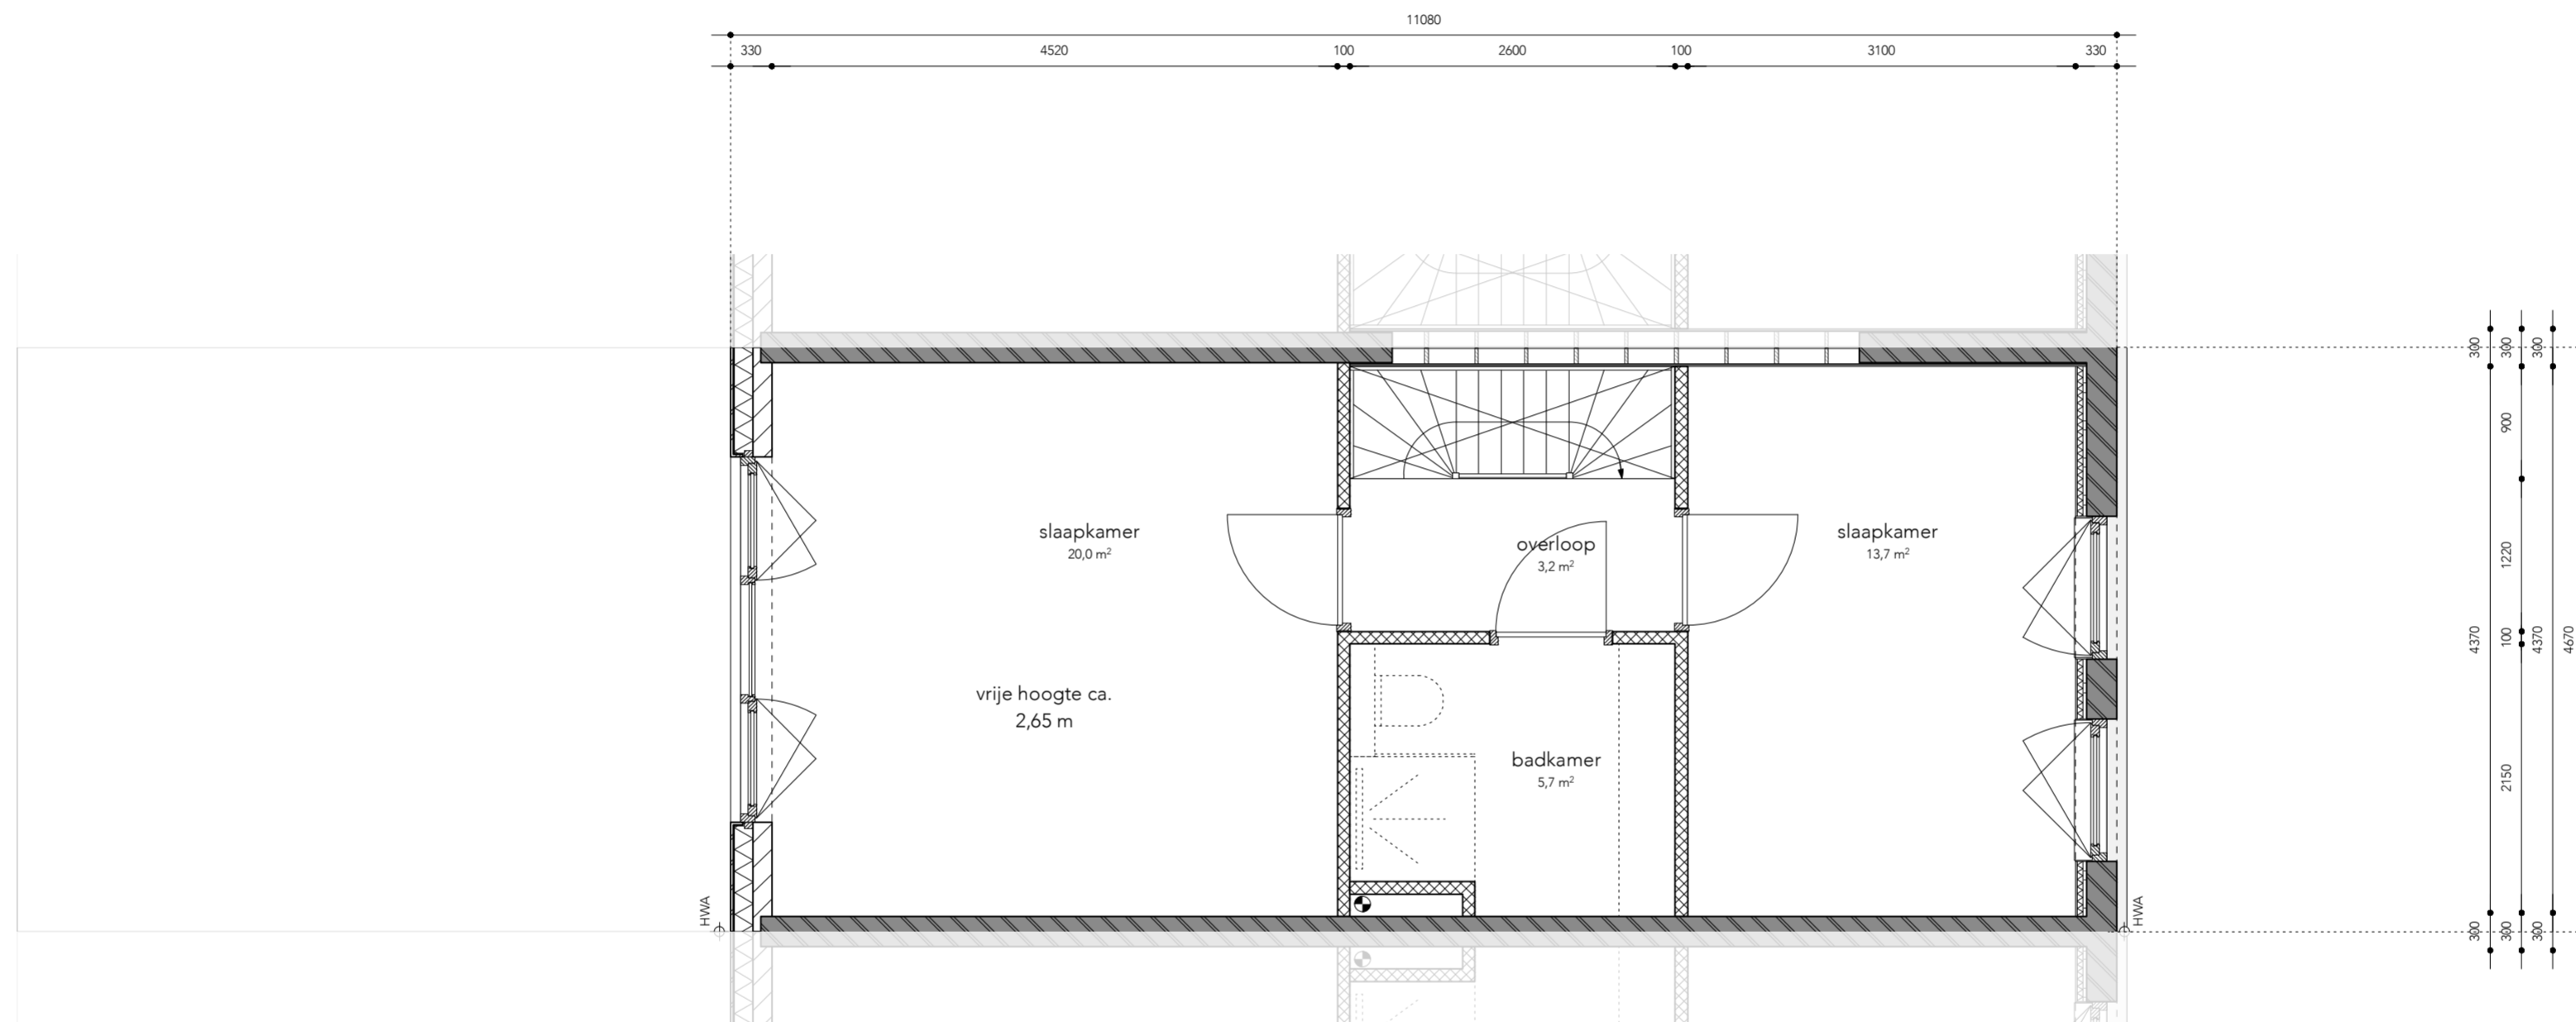 11080
330 4520 100 2600 100 3100 330
300 300 300
900
slaapkamer
20,0 m²
overloop
3,2 m²
slaapkamer
13,7 m²
1220
4370 100 4370 4670
vrije hoogte ca.
2,65 m
badkamer
5,7 m²
2150
HWA
HWA
300 300 300